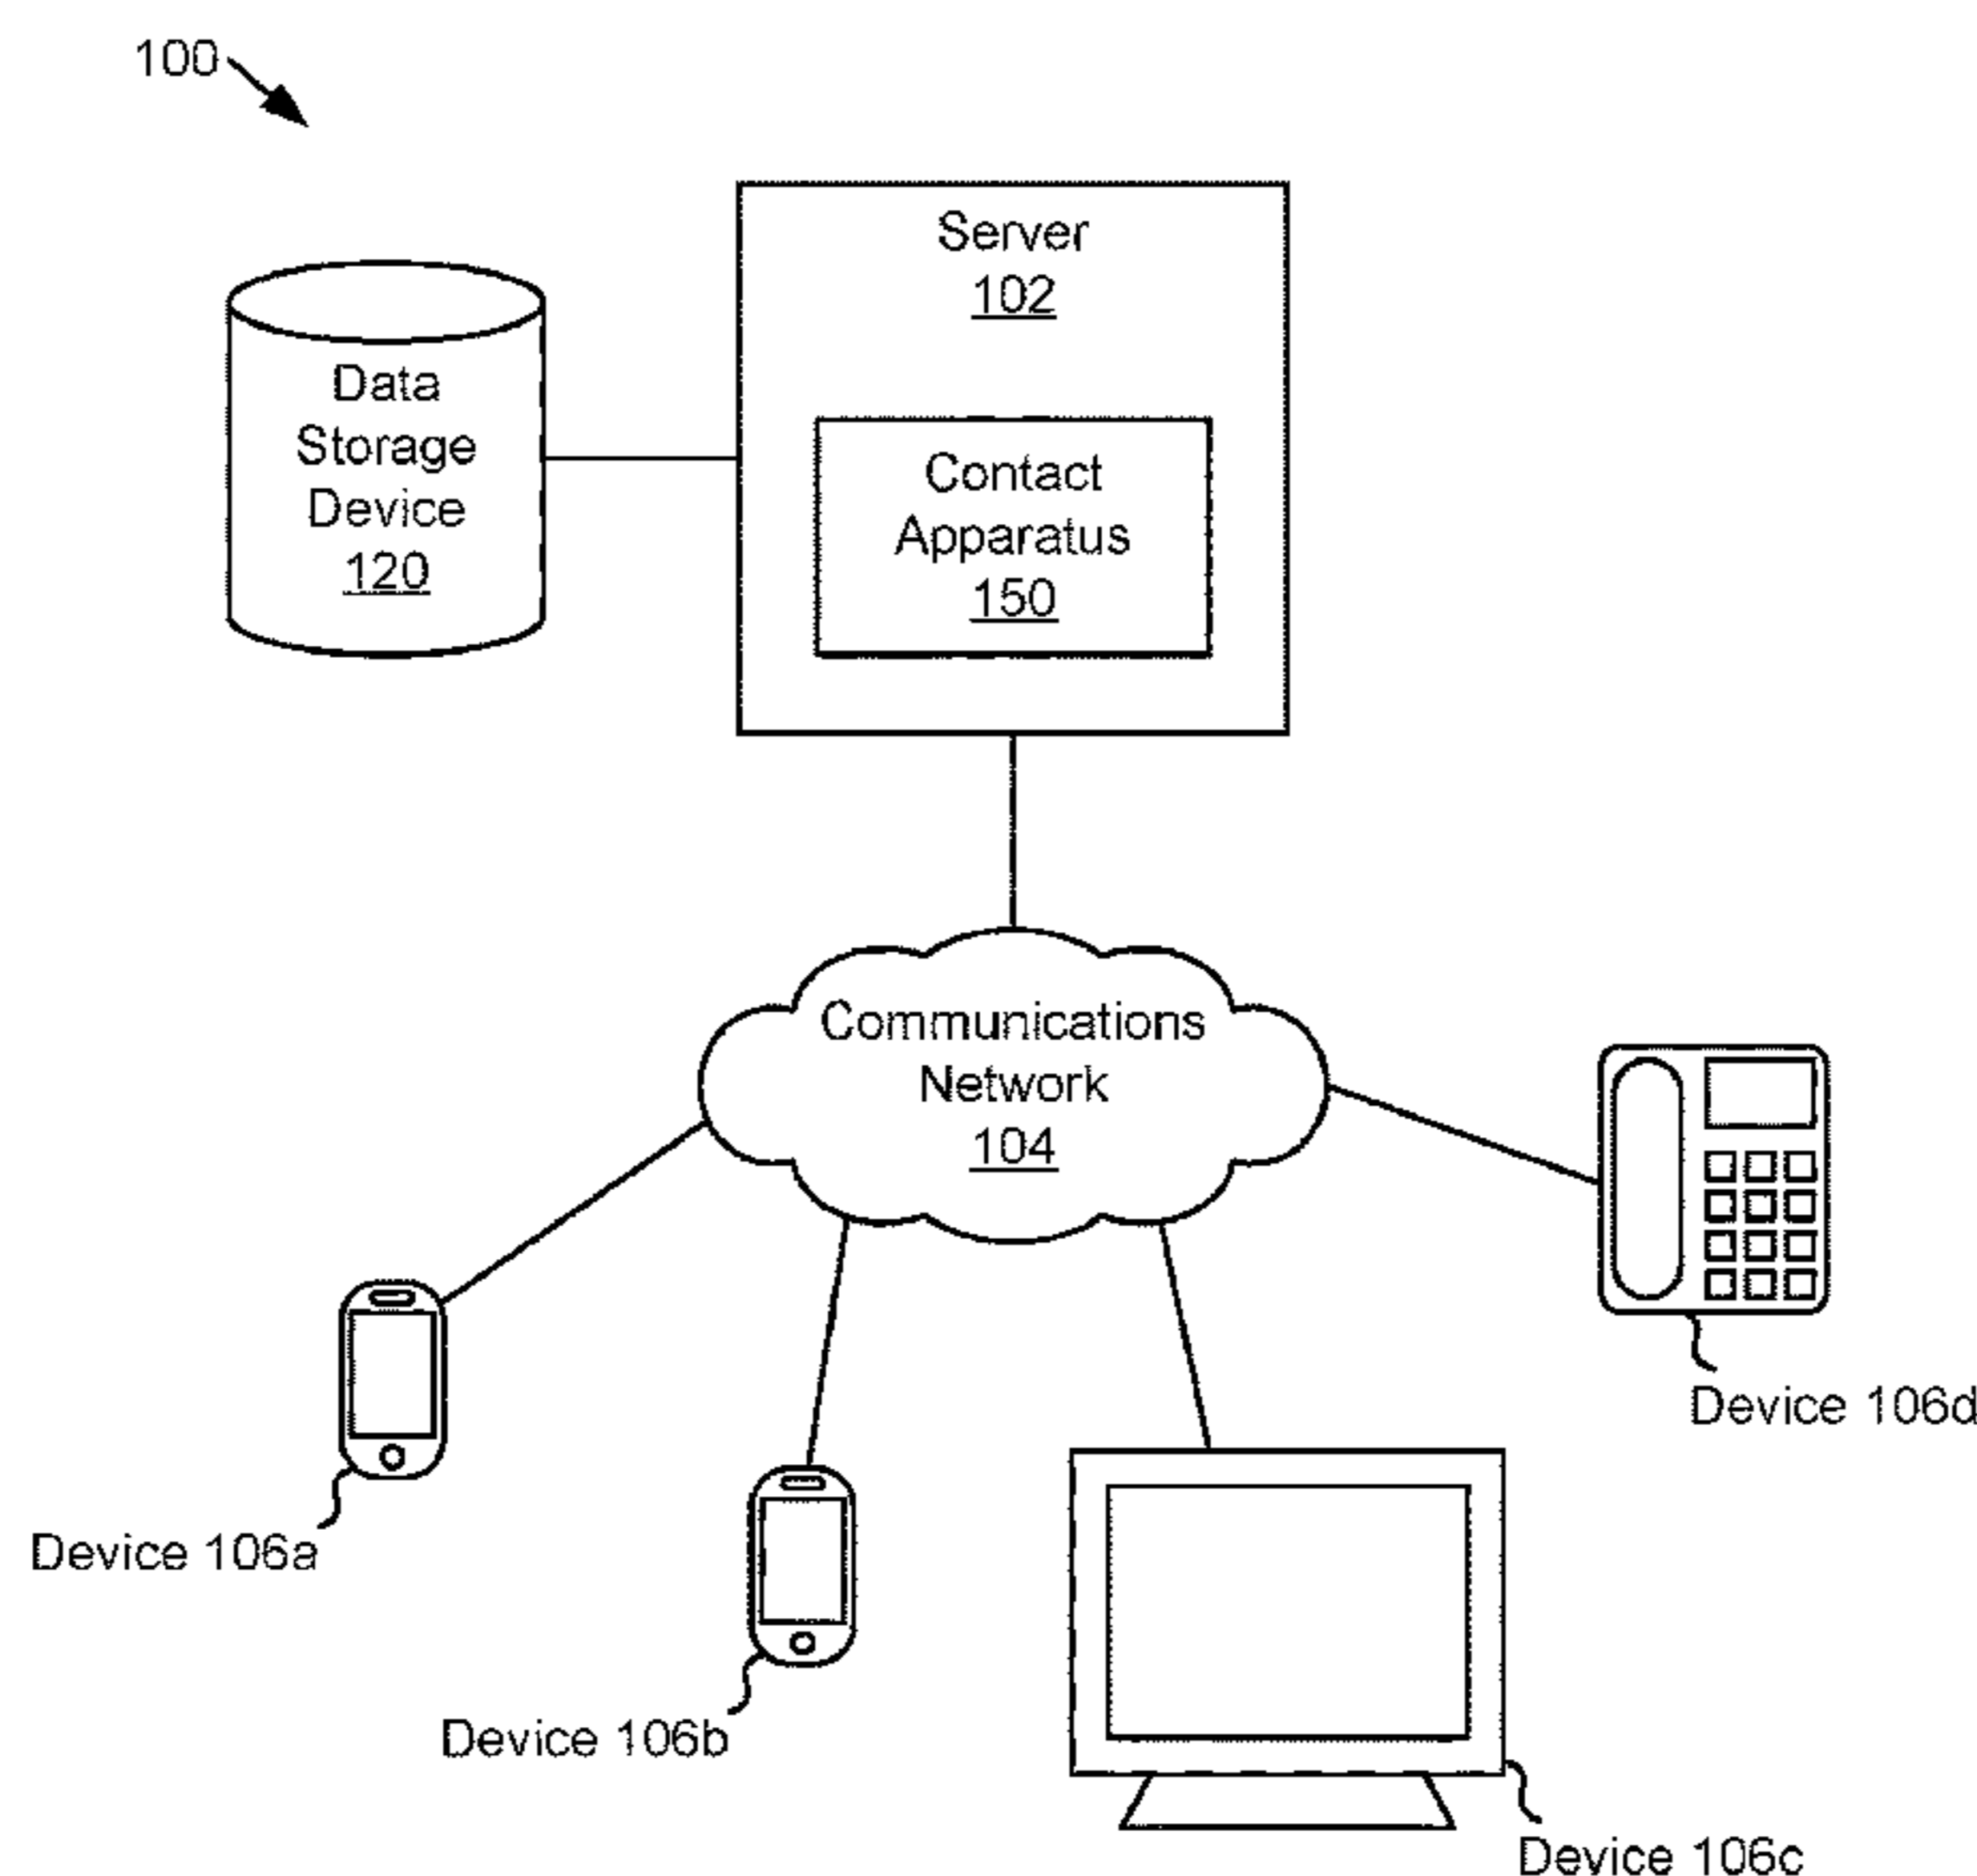 100
Server
102
Data
Storage
Device
120
Contact
Apparatus
150
Communications
Network
104
Device 106d
Device 106a
Device 106b
Device 106c